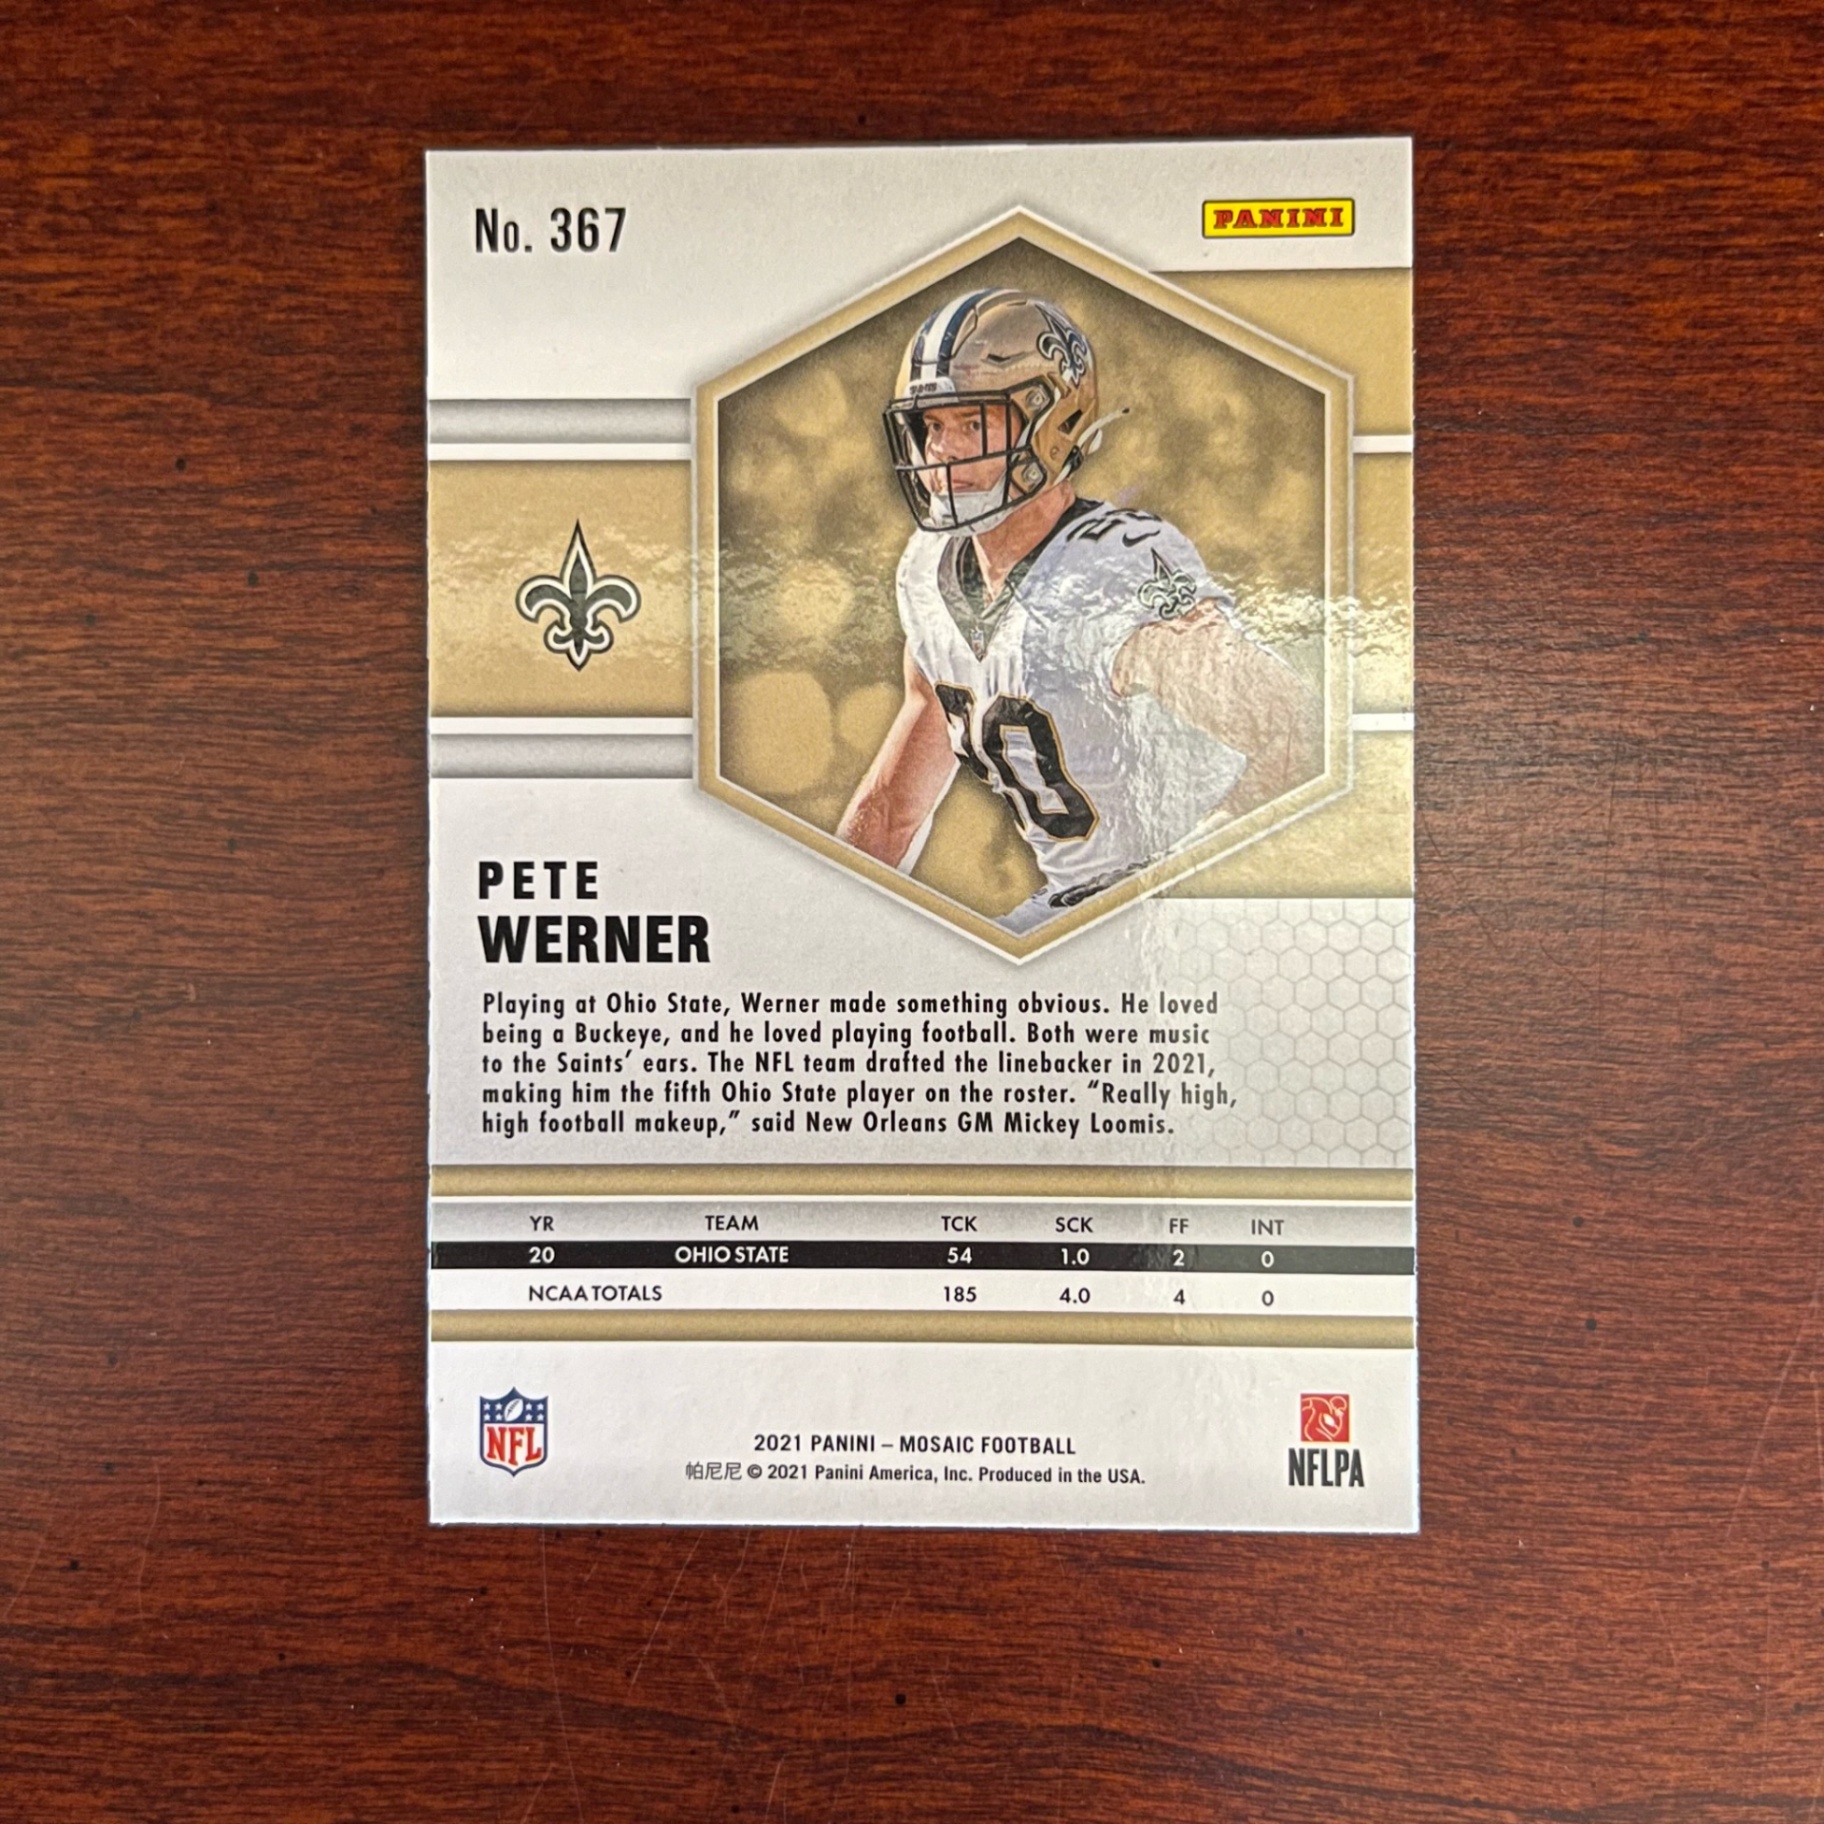 No. 367
PANINI
20
20
PETE
WERNER
Playing at Ohio State, Werner made something obvious. He loved
being a Buckeye, and he loved playing football. Both were music
to the Saints’ ears. The NFL team drafted the linebacker in 2021,
making him the fifth Ohio State player on the roster. “Really high,
high football makeup,” said New Orleans GM Mickey Loomis.
YR TEAM TCK SCK FF INT
20 OHIO STATE 54 1.0 2 0
NCAA TOTALS 185 4.0 4 0
NFL
2021 PANINI – MOSAIC FOOTBALL
帕尼尼 © 2021 Panini America, Inc. Produced in the USA.
NFLPA